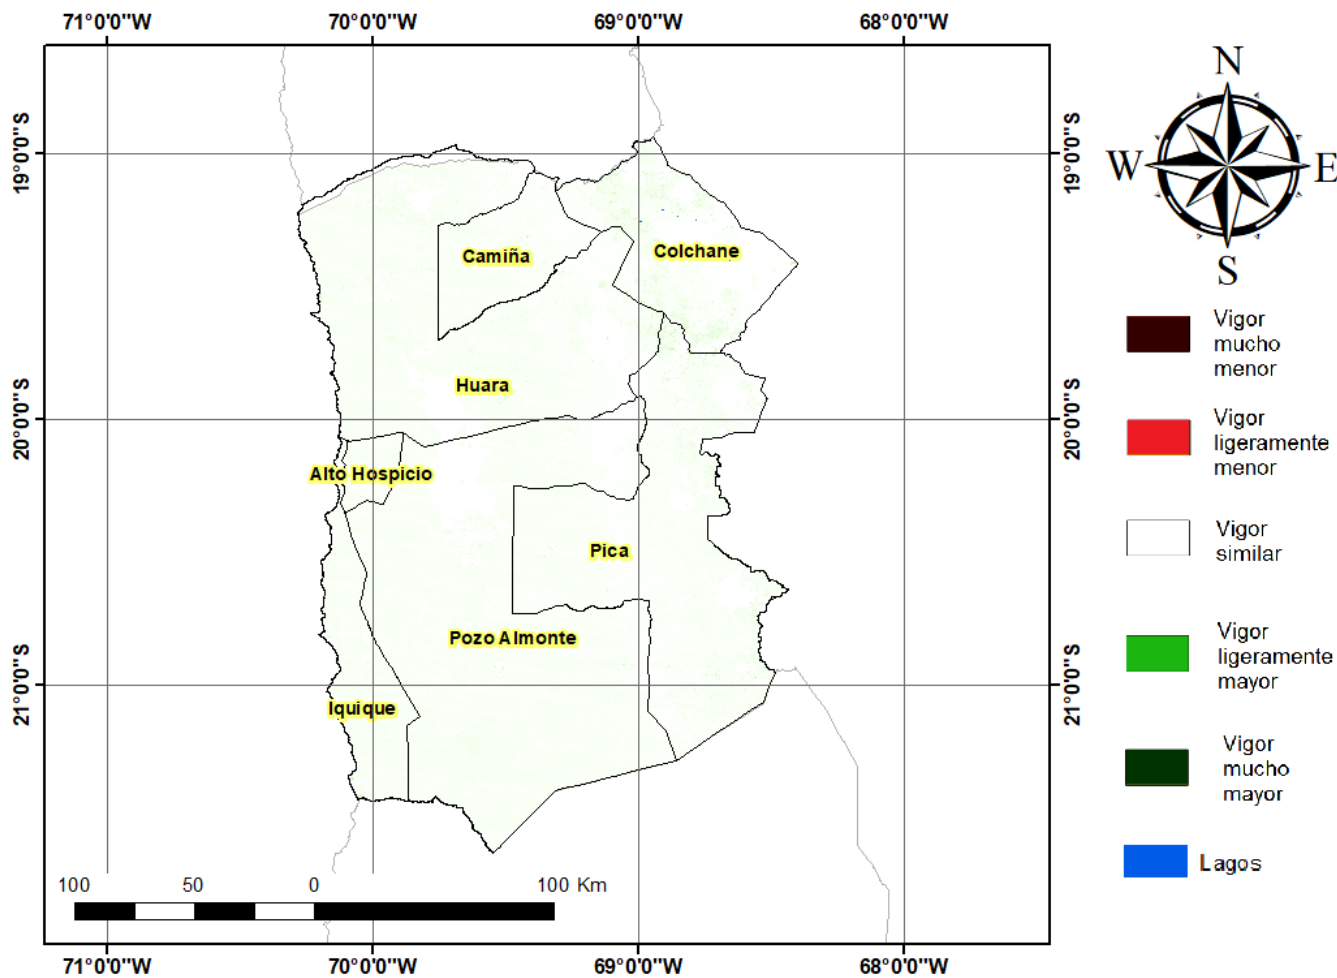 71°0'0"W 70°0'0"W 69°0'0"W 68°0'0"W
N
W E
S
19°0'0"S 19°0'0"S
Camiña
Colchane
Huara
20°0'0"S 20°0'0"S
Alto Hospicio
Pica
Pozo Almonte
21°0'0"S 21°0'0"S
Iquique
100 50 0 100 Km
71°0'0"W 70°0'0"W 69°0'0"W 68°0'0"W
Vigor
mucho
menor
Vigor
ligeramente
menor
Vigor
similar
Vigor
ligeramente
mayor
Vigor
mucho
mayor
Lagos